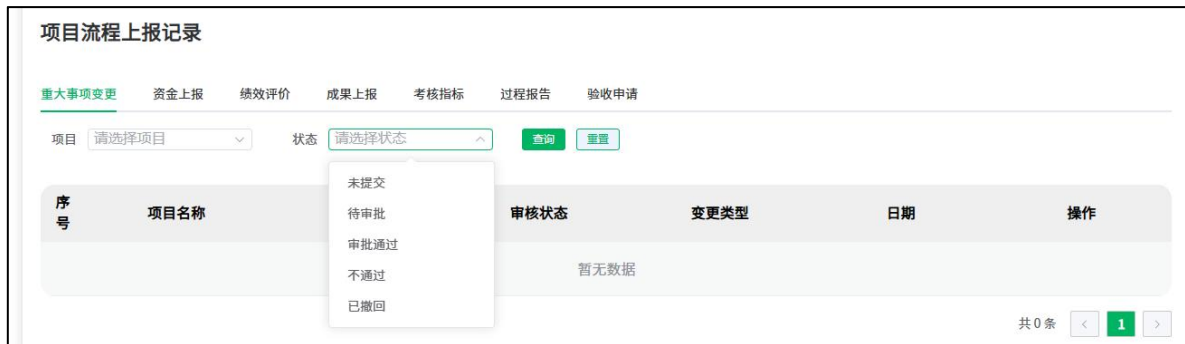 项目流程上报记录
重大事项变更 资金上报 绩效评价 成果上报 考核指标 过程报告 验收申请
项目 请选择项目 状态 请选择状态 查询 重置
未提交
待审批
审批通过
不通过
已撤回
序号 项目名称 审核状态 变更类型 日期 操作
暂无数据
共 0 条 < 1 >